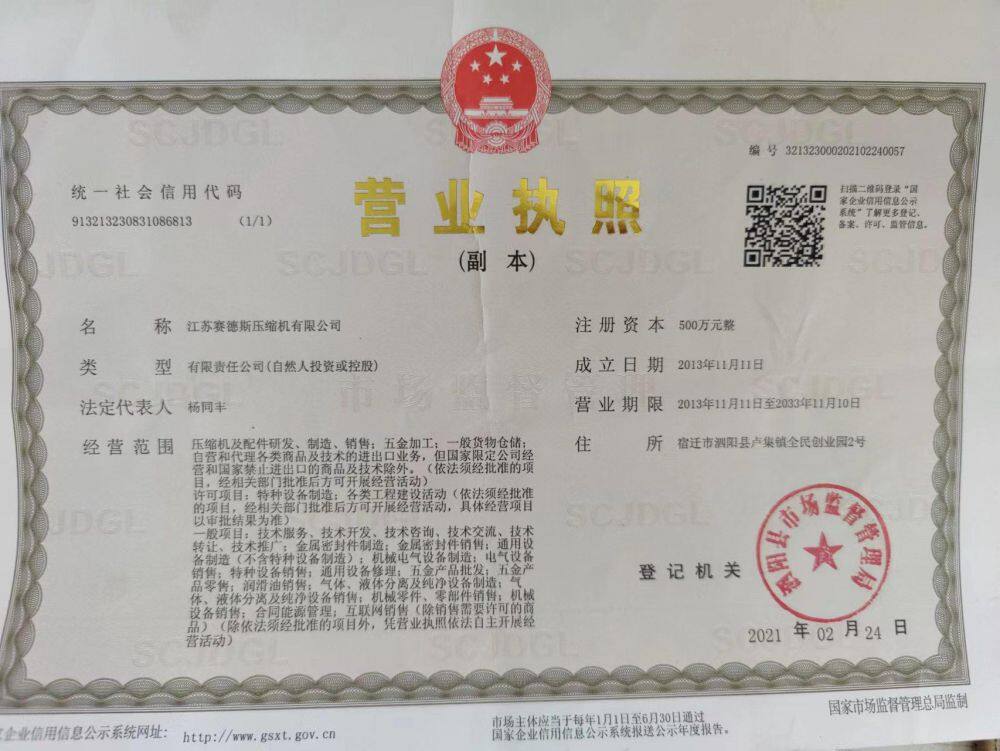 编 号 321323000202102240057
统一社会信用代码
913213230831086813 (1/1)
营业执照
(副 本)
扫描二维码登录“国
家企业信用信息公示
系统”了解更多登记、
备案、许可、监管信息。
名 称 江苏赛德斯压缩机有限公司
类 型 有限责任公司(自然人投资或控股)
法定代表人 杨同丰
经营范围 压缩机及配件研发、制造、销售；五金加工；一般货物仓储；
自营和代理各类商品及技术的进出口业务，但国家限定公司经
营和国家禁止进出口的商品及技术除外。（依法须经批准的项
目，经相关部门批准后方可开展经营活动）
许可项目：特种设备制造；各类工程建设活动（依法须经批准
的项目，经相关部门批准后方可开展经营活动，具体经营项目
以审批结果为准）
一般项目：技术服务、技术开发、技术咨询、技术交流、技术
转让、技术推广；金属密封件制造；金属密封件销售；通用设
备制造（不含特种设备制造）；机械电气设备制造；电气设备
销售；特种设备销售；通用设备修理；五金产品批发；五金产
品零售；润滑油销售；气体、液体分离及纯净设备制造；气
体、液体分离及纯净设备销售；机械零件、零部件销售；机械
设备销售；合同能源管理；互联网销售（除销售需要许可的商
品）（除依法须经批准的项目外，凭营业执照依法自主开展经
营活动）
注册资本 500万元整
成立日期 2013年11月11日
营业期限 2013年11月11日至2033年11月10日
住 所 宿迁市泗阳县卢集镇全民创业园2号
市场监督管理
登记机关
泗阳县市场监督管理局
2021 年 02 月 24 日
SCJDGL
SCJDGL
SCJDGL
SCJDGL
SCJDGL
SCJDGL
家企业信用信息公示系统网址： http://www.gsxt.gov.cn
市场主体应当于每年1月1日至6月30日通过
国家企业信用信息公示系统报送公示年度报告。
国家市场监督管理总局监制